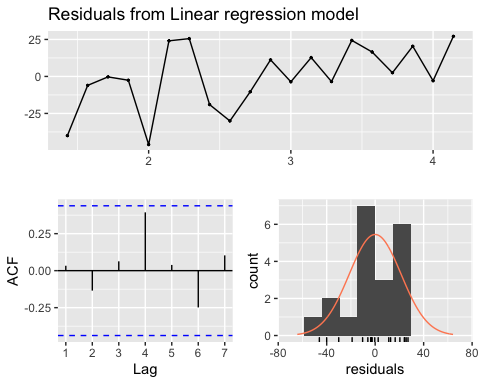 Residuals from Linear regression model
25
0
-25
2
3
4
ACF
0.25
0.00
-0.25
1 2 3 4 5 6 7
Lag
count
6
4
2
0
-80 -40 0 40 80
residuals